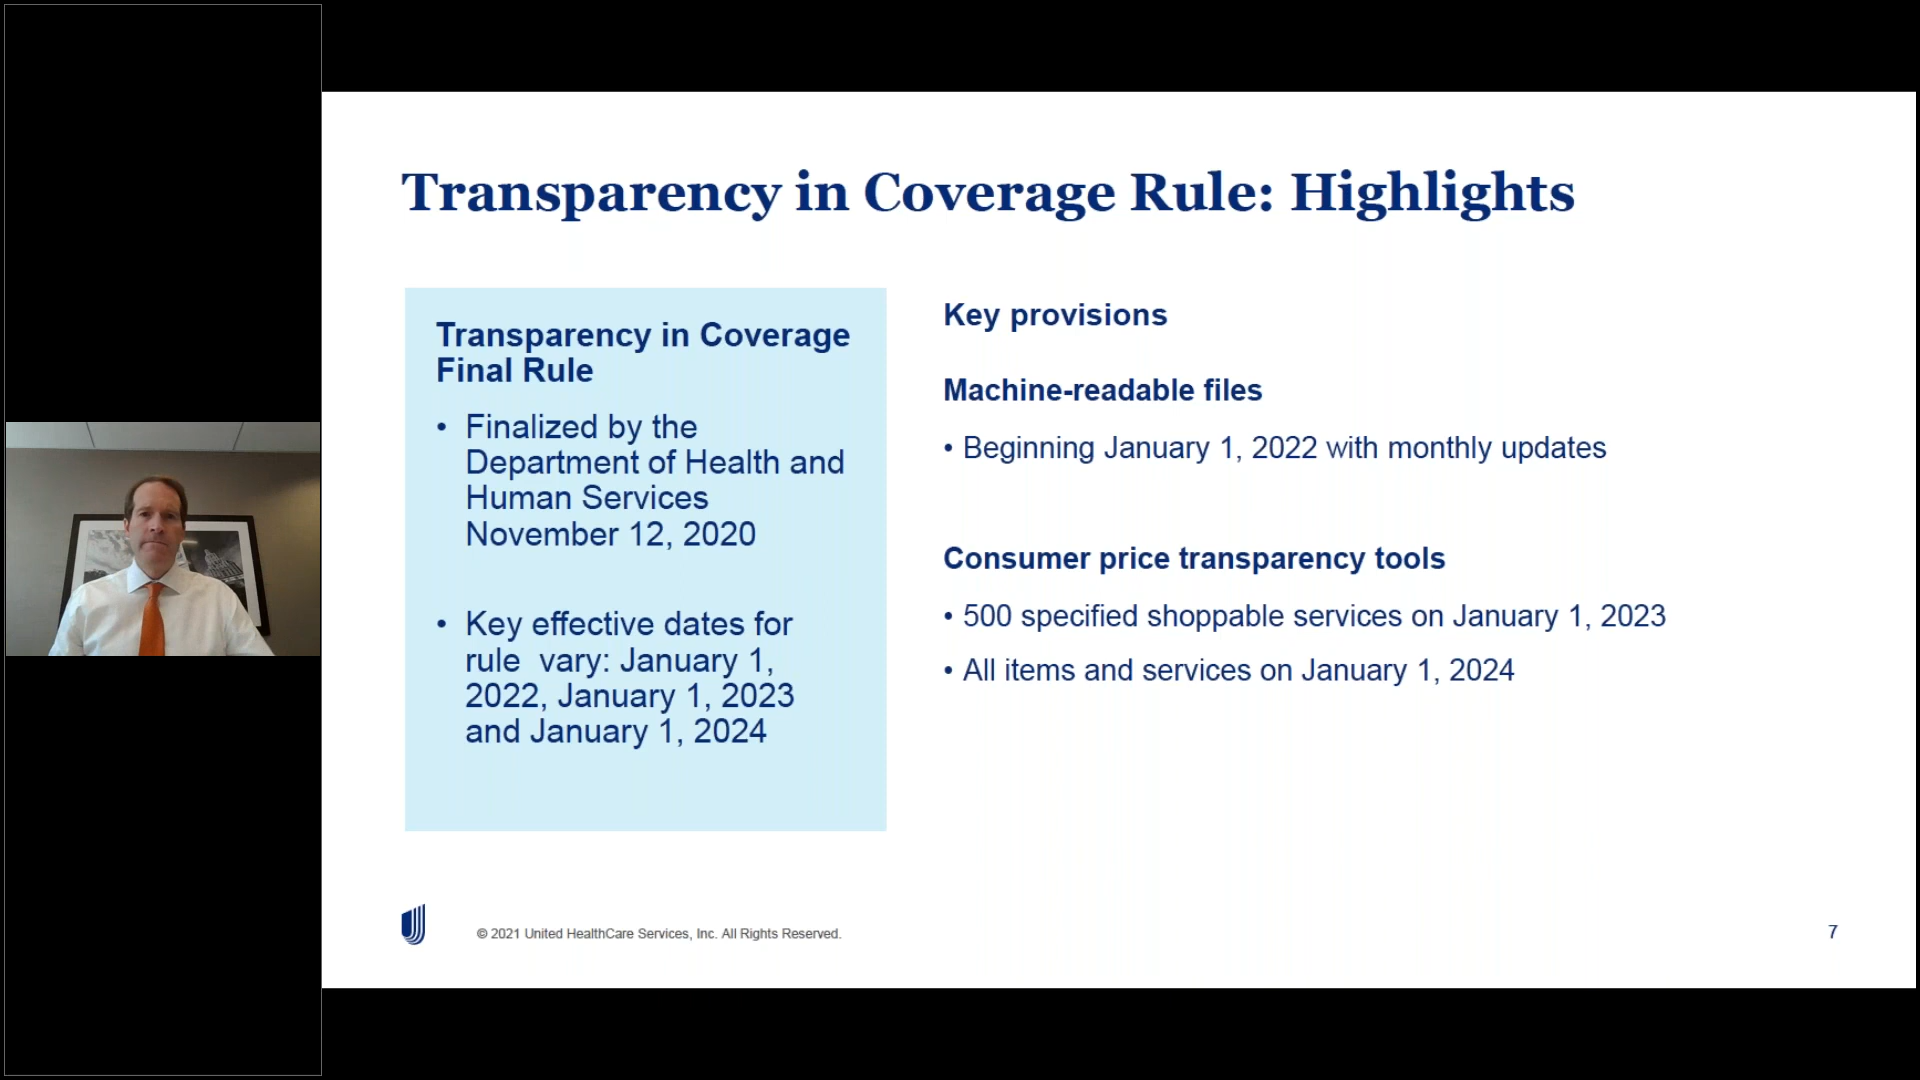 Transparency in Coverage Rule: Highlights
Transparency in Coverage
Final Rule
• Finalized by the
Department of Health and
Human Services
November 12, 2020
• Key effective dates for
rule  vary: January 1,
2022, January 1, 2023
and January 1, 2024
Key provisions
Machine-readable files
• Beginning January 1, 2022 with monthly updates
Consumer price transparency tools
• 500 specified shoppable services on January 1, 2023
• All items and services on January 1, 2024
© 2021 United HealthCare Services, Inc. All Rights Reserved.
7